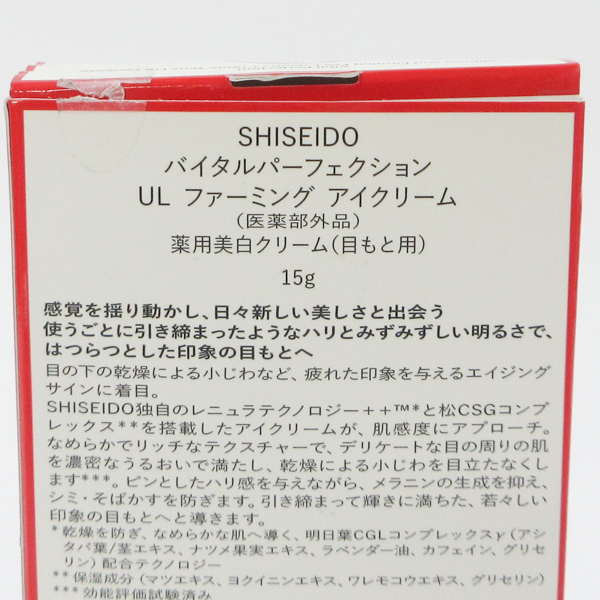 SHISEIDO
バイタルパーフェクション
UL ファーミング アイクリーム
(医薬部外品)
薬用美白クリーム(目もと用)
15g
感覚を揺り動かし、日々新しい美しさと出会う
使うごとに引き締まったようなハリとみずみずしい明るさで、
はつらつとした印象の目もとへ
目の下の乾燥による小じわなど、疲れた印象を与えるエイジング
サインに着目。
SHISEIDO独自のレニュラテクノロジー++™*と松CSGコンプ
レックス**を搭載したアイクリームが、肌感度にアプローチ。
なめらかでリッチなテクスチャーで、デリケートな目の周りの肌
を濃密なうるおいで満たし、乾燥による小じわを目立たなくし
ます***。ピンとしたハリ感を与えながら、メラニンの生成を抑え、
シミ・そばかすを防ぎます。引き締まって輝きに満ちた、若々しい
印象の目もとへと導きます。
*乾燥を防ぎ、なめらかな肌へ導く、明日葉CGLコンプレックスγ(アシ
タバ葉/茎エキス、ナツメ果実エキス、ラベンダー油、カフェイン、グリセ
リン)配合テクノロジー
**保湿成分(マツエキス、ヨクイニンエキス、ワレモコウエキス、グリセリン)
***効能評価試験済み